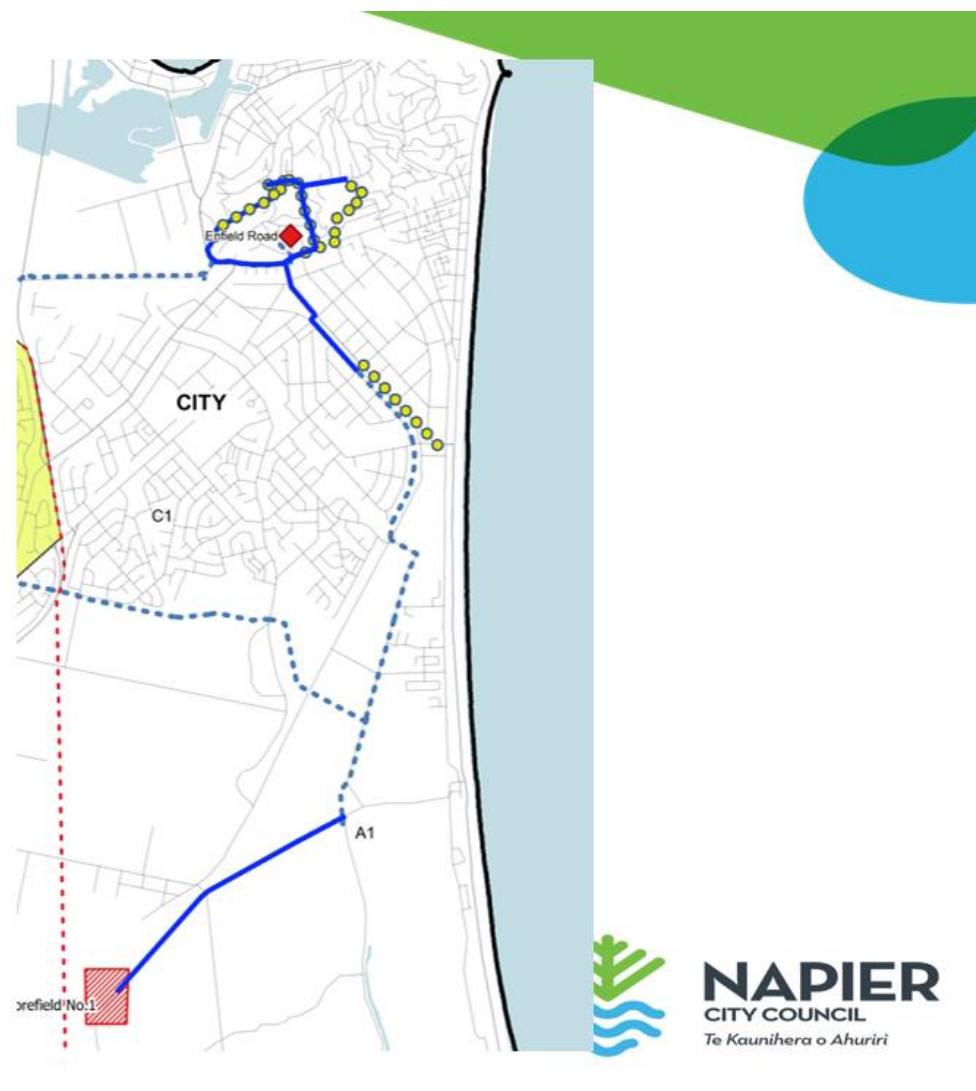 Enfield Road
CITY
C1
A1
orefield No.1
NAPIER
CITY COUNCIL
Te Kaunihera o Ahuriri